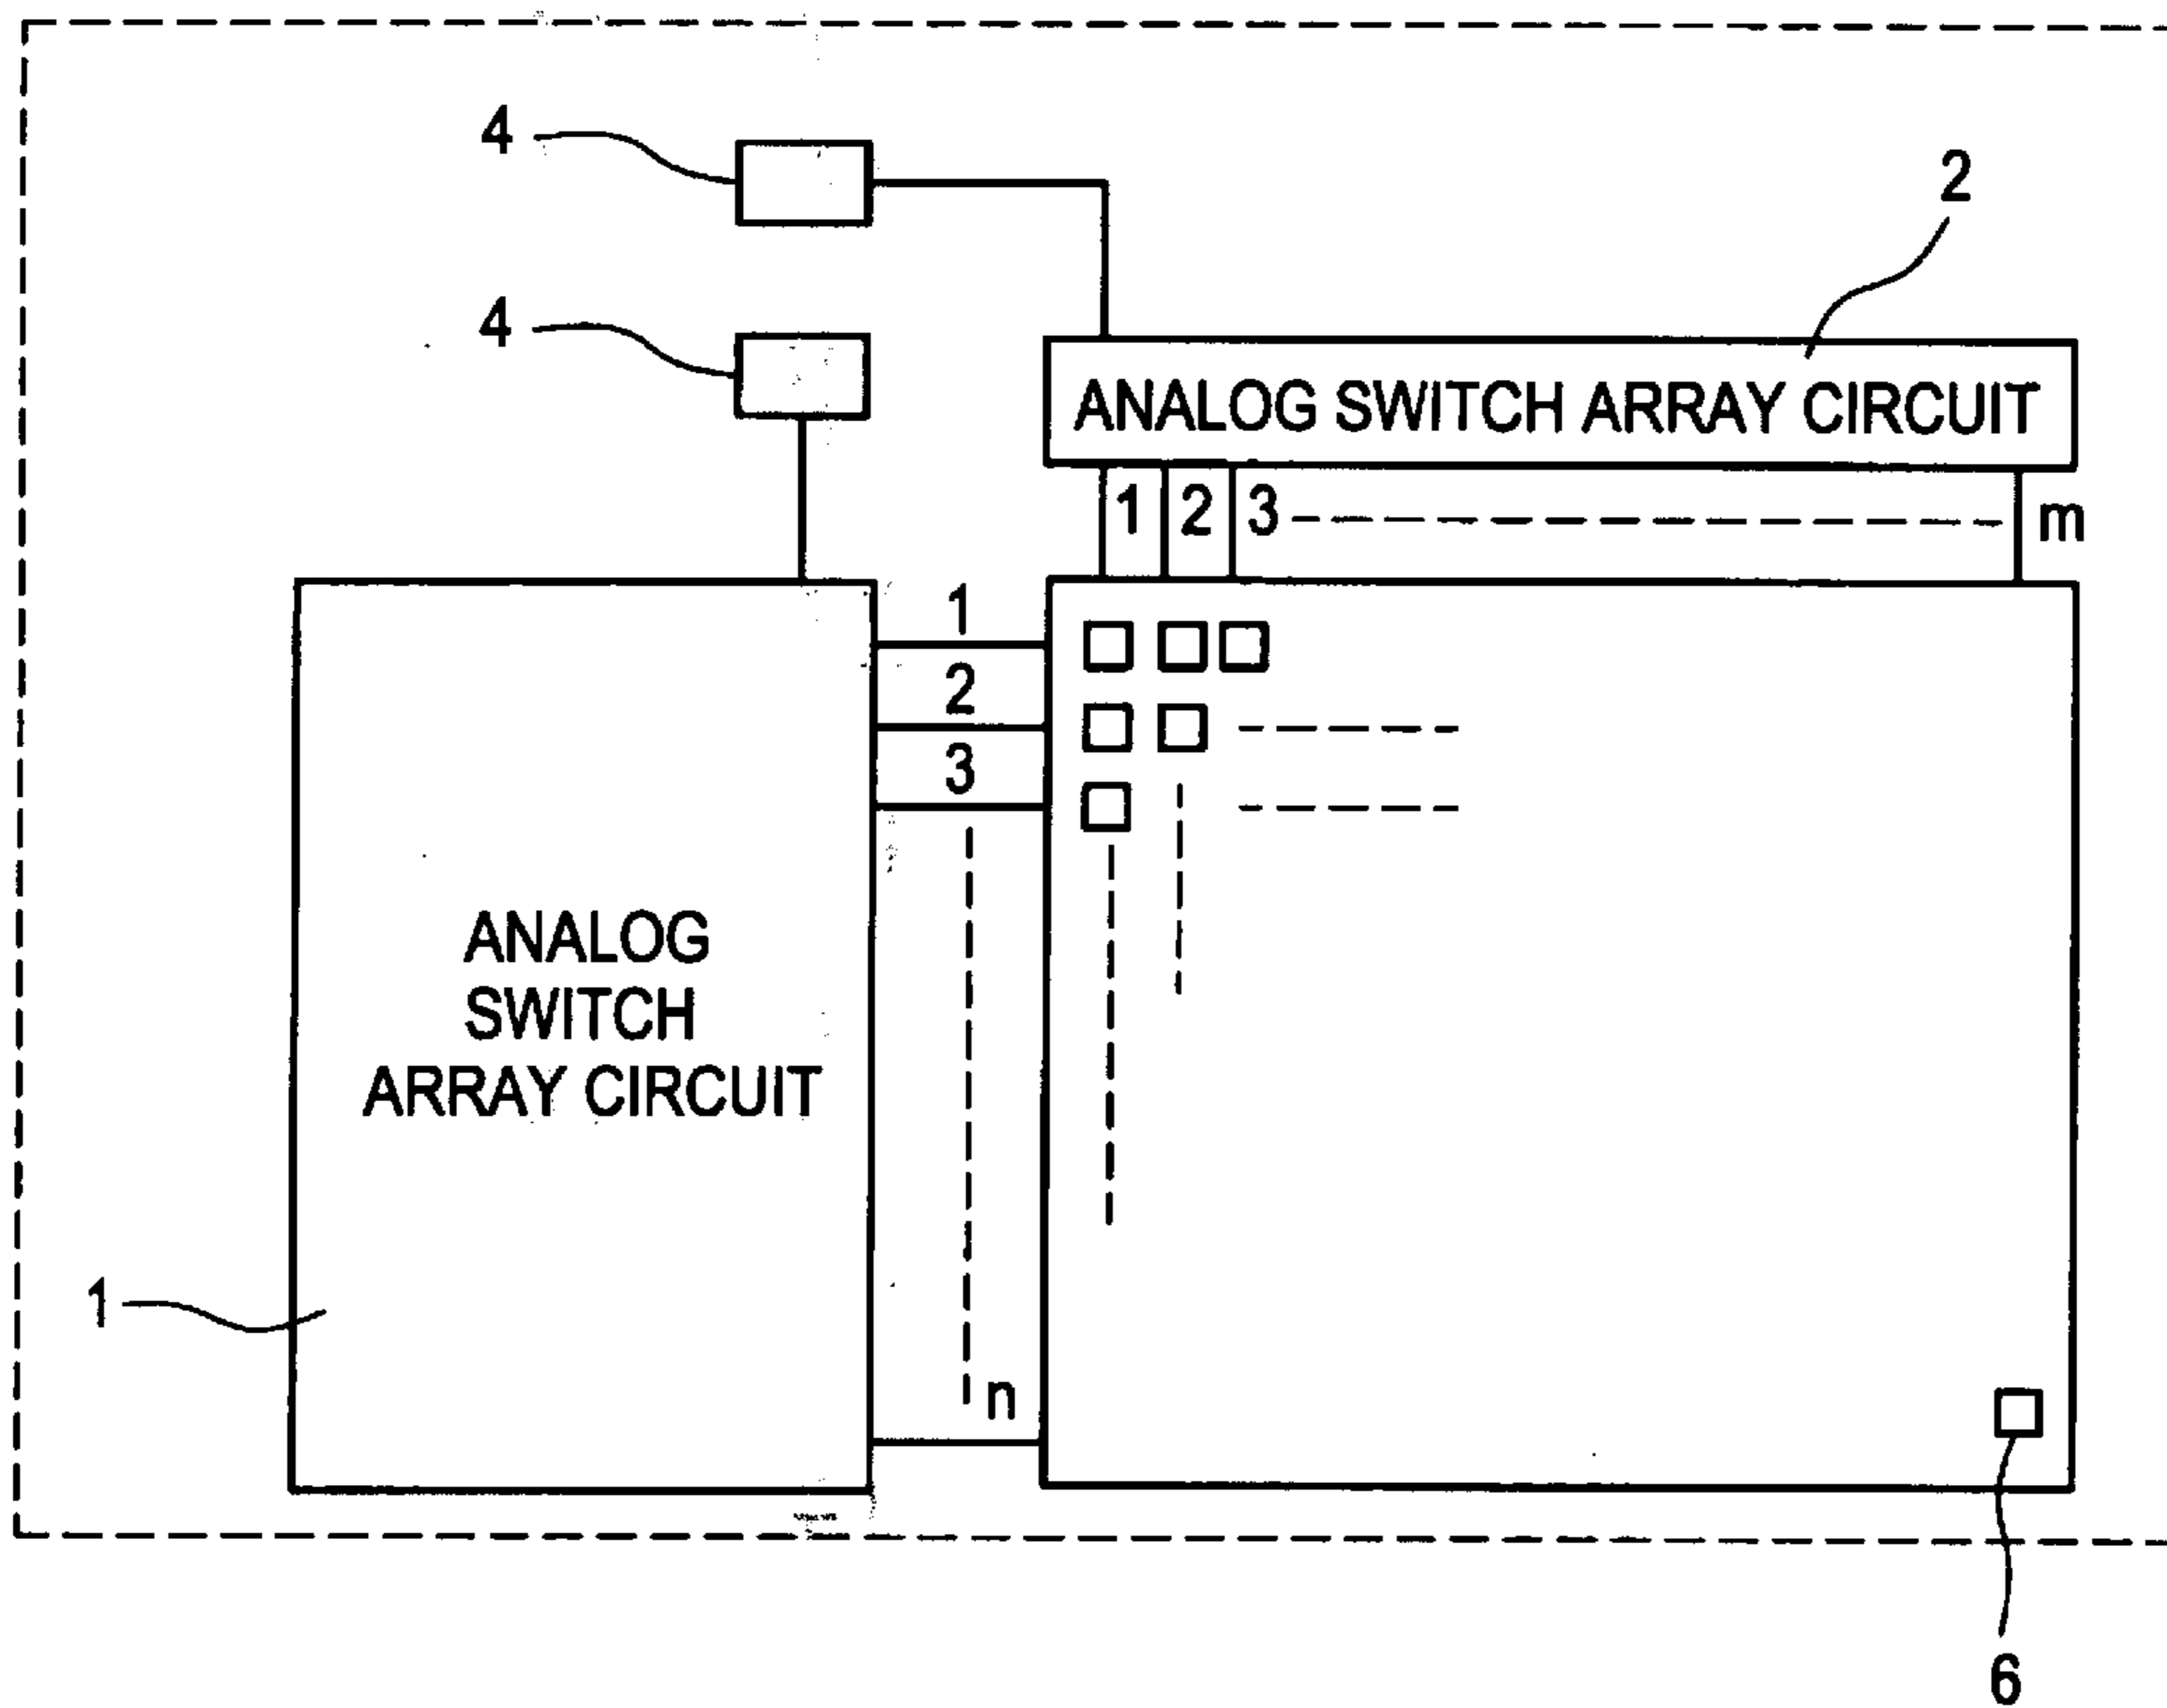 4
2
4
ANALOG SWITCH ARRAY CIRCUIT
1 2 3 m
1
2
3
ANALOG
SWITCH
ARRAY CIRCUIT
1
n
6